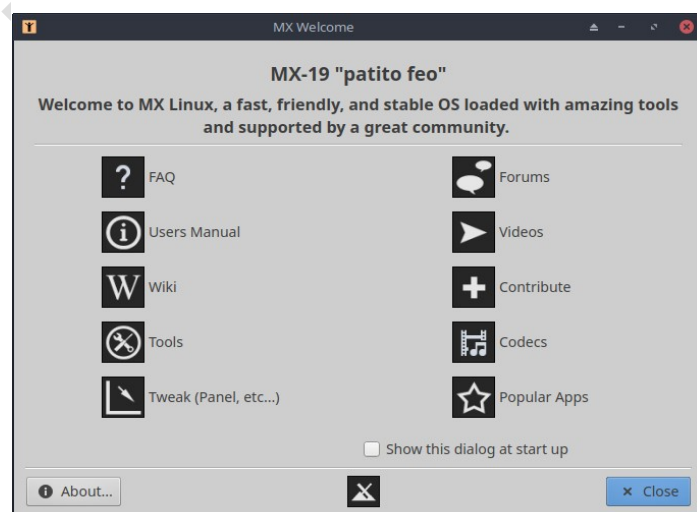 MX Welcome
MX-19 "patito feo"
Welcome to MX Linux, a fast, friendly, and stable OS loaded with amazing tools
and supported by a great community.
FAQ
Forums
Users Manual
Videos
Wiki
Contribute
Tools
Codecs
Tweak (Panel, etc...)
Popular Apps
Show this dialog at start up
About...
Close